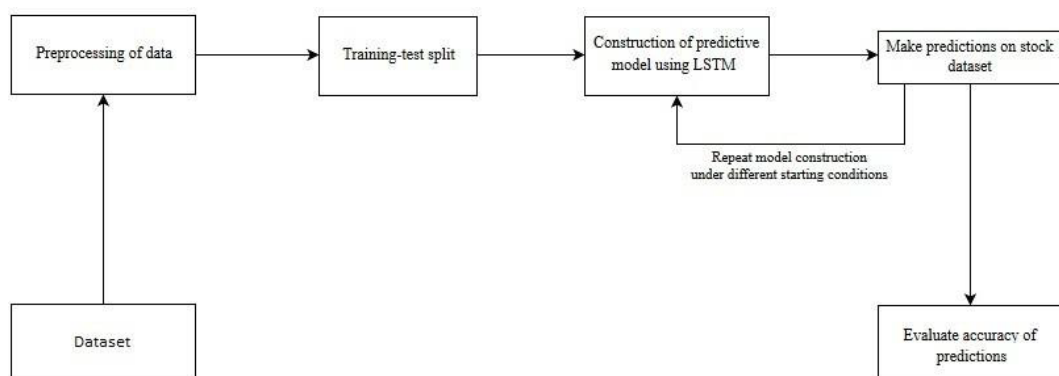 Preprocessing of data
Training-test split
Construction of predictive
model using LSTM
Make predictions on stock
dataset
Repeat model construction
under different starting conditions
Dataset
Evaluate accuracy of
predictions